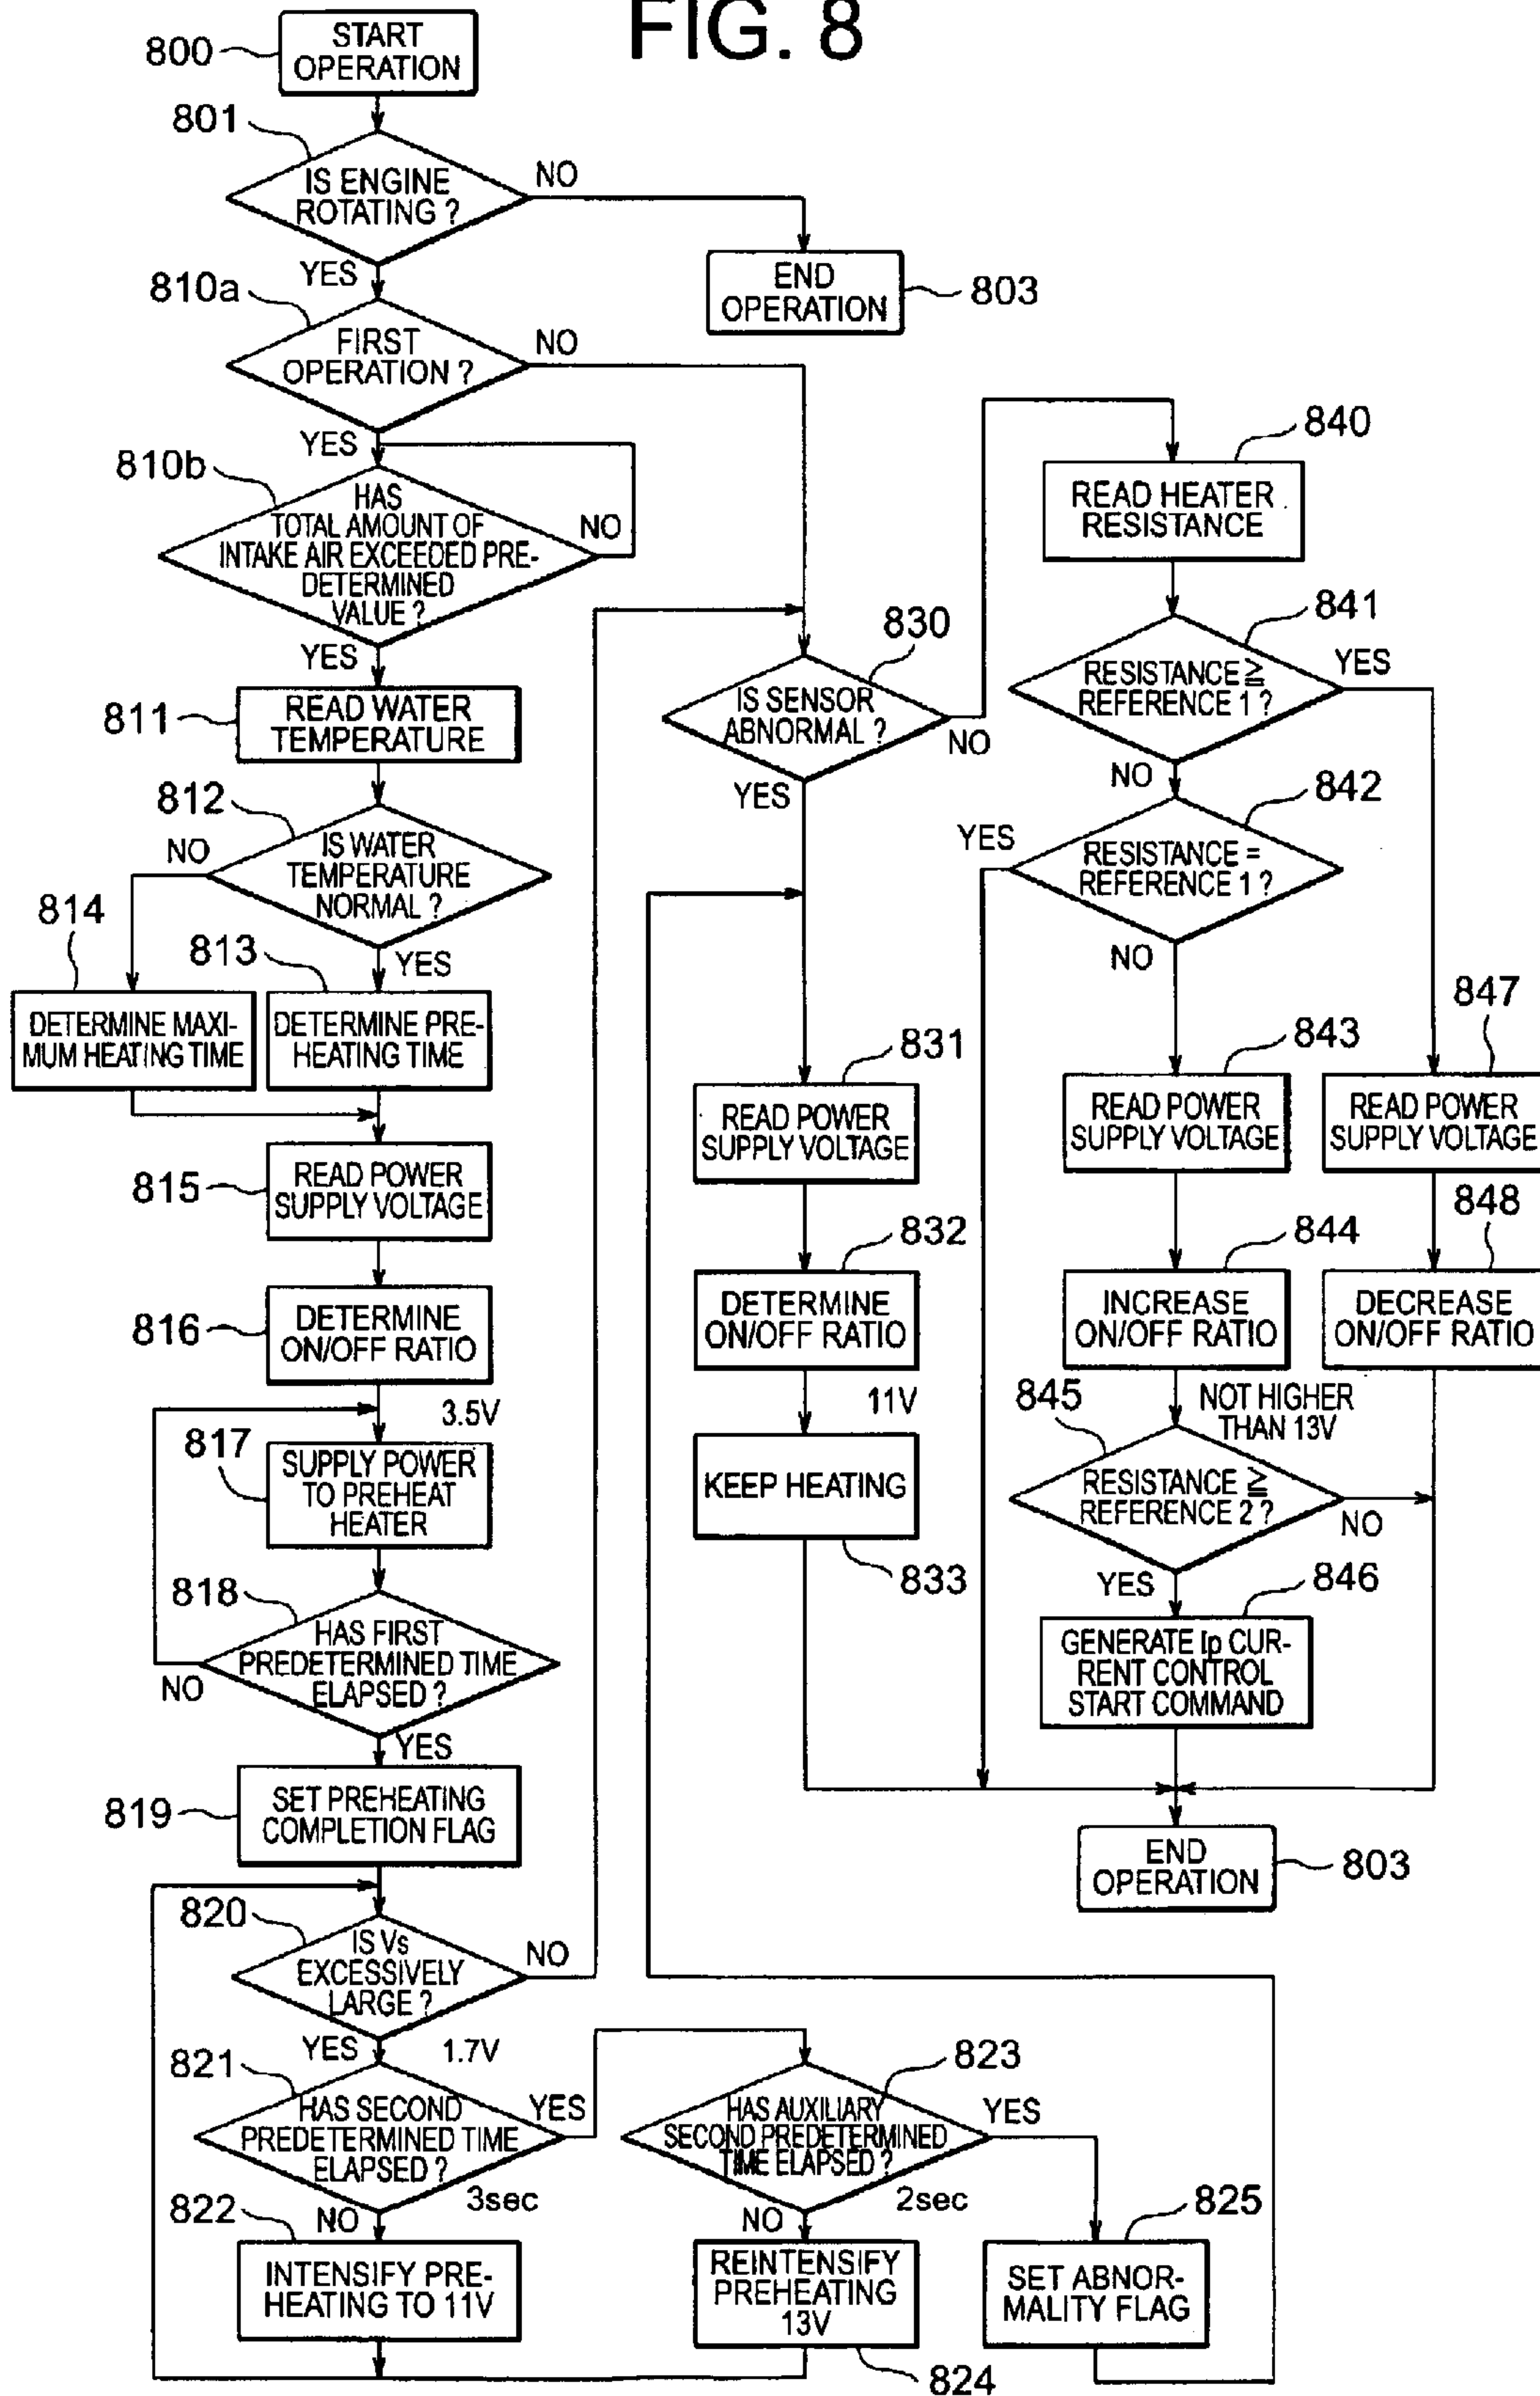 FIG. 8
800
START
OPERATION
801
IS ENGINE
ROTATING ?
NO
YES
END
OPERATION
803
810a
FIRST
OPERATION ?
NO
YES
810b
HAS
TOTAL AMOUNT OF
INTAKE AIR EXCEEDED PRE-
DETERMINED
VALUE ?
NO
YES
811
READ WATER
TEMPERATURE
812
IS WATER
TEMPERATURE
NORMAL ?
NO
YES
814
DETERMINE MAXI-
MUM HEATING TIME
813
DETERMINE PRE-
HEATING TIME
815
READ POWER
SUPPLY VOLTAGE
816
DETERMINE
ON/OFF RATIO
3.5V
817
SUPPLY POWER
TO PREHEAT
HEATER
818
HAS FIRST
PREDETERMINED TIME
ELAPSED ?
NO
YES
819
SET PREHEATING
COMPLETION FLAG
820
IS Vs
EXCESSIVELY
LARGE ?
NO
YES
1.7V
821
HAS SECOND
PREDETERMINED TIME
ELAPSED ?
YES
3sec
NO
822
INTENSIFY PRE-
HEATING TO 11V
823
HAS AUXILIARY
SECOND PREDETERMINED
TIME ELAPSED ?
YES
2sec
NO
REINTENSIFY
PREHEATING
13V
824
825
SET ABNOR-
MALITY FLAG
830
IS SENSOR
ABNORMAL ?
NO
YES
831
READ POWER
SUPPLY VOLTAGE
832
DETERMINE
ON/OFF RATIO
11V
KEEP HEATING
833
840
READ HEATER
RESISTANCE
841
RESISTANCE ≧
REFERENCE 1 ?
YES
NO
842
RESISTANCE =
REFERENCE 1 ?
YES
NO
843
READ POWER
SUPPLY VOLTAGE
847
READ POWER
SUPPLY VOLTAGE
844
INCREASE
ON/OFF RATIO
848
DECREASE
ON/OFF RATIO
NOT HIGHER
THAN 13V
845
RESISTANCE ≧
REFERENCE 2 ?
NO
YES
846
GENERATE Ip CUR-
RENT CONTROL
START COMMAND
END
OPERATION
803